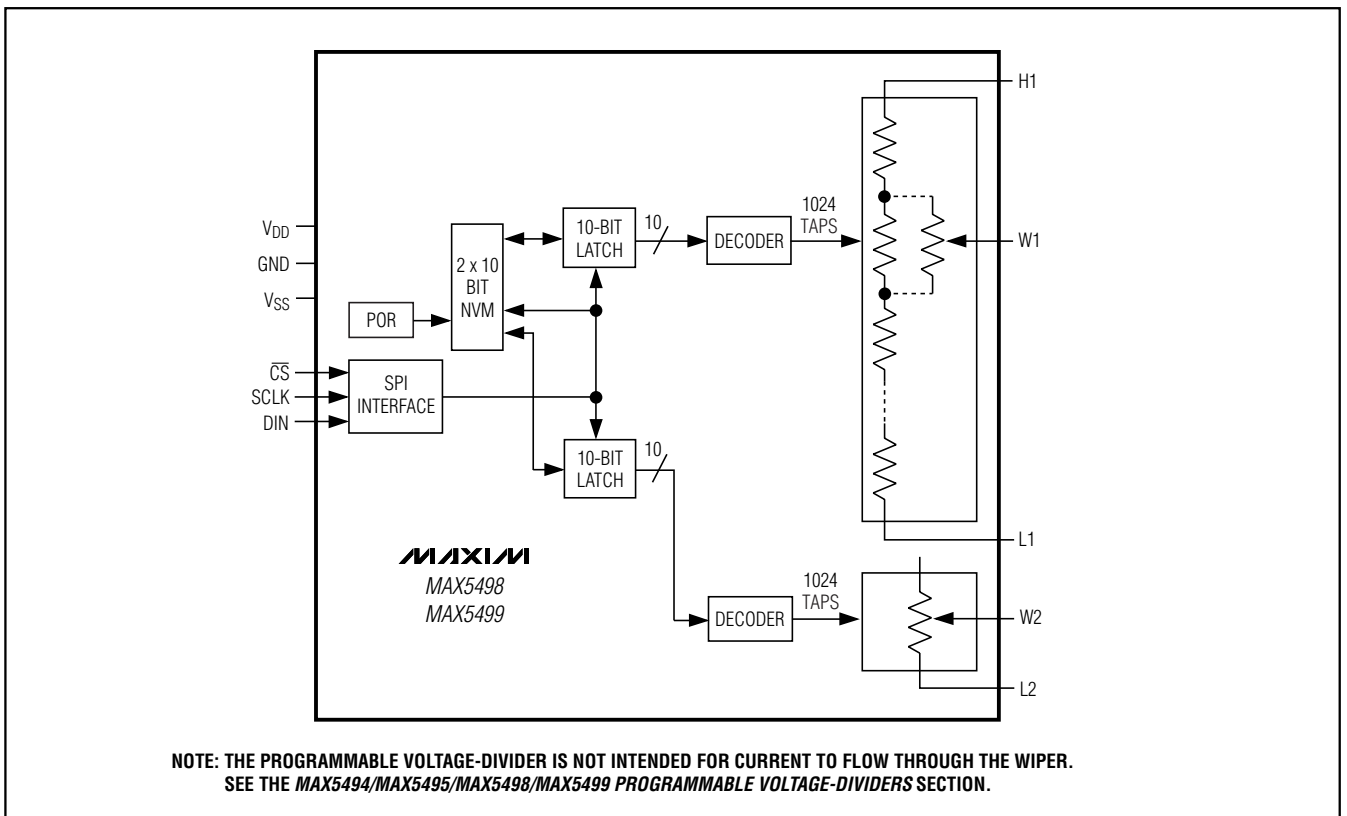 H1
1024
TAPS
10-BIT
LATCH
10
DECODER
W1
V_DD
GND
V_SS
2 x 10
BIT
NVM
POR
CS
SCLK
DIN
SPI
INTERFACE
10-BIT
LATCH
10
L1
MAXIM
MAX5498
MAX5499
DECODER
1024
TAPS
W2
L2
NOTE: THE PROGRAMMABLE VOLTAGE-DIVIDER IS NOT INTENDED FOR CURRENT TO FLOW THROUGH THE WIPER.
SEE THE MAX5494/MAX5495/MAX5498/MAX5499 PROGRAMMABLE VOLTAGE-DIVIDERS SECTION.